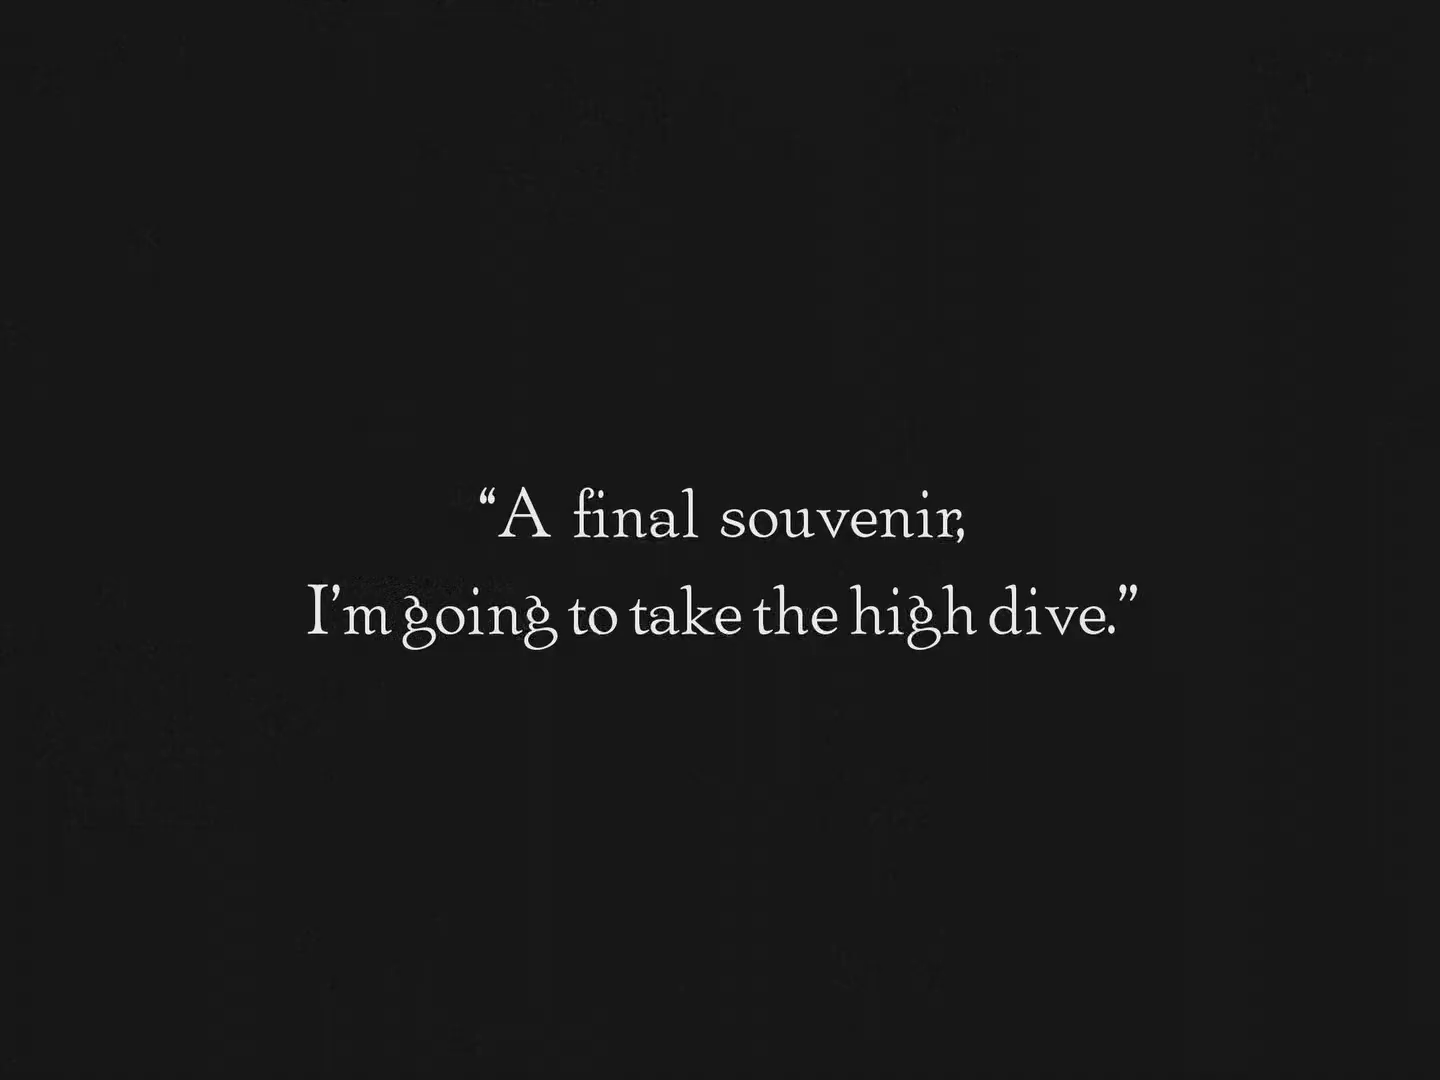 “A final souvenir,
I’m going to take the high dive.”